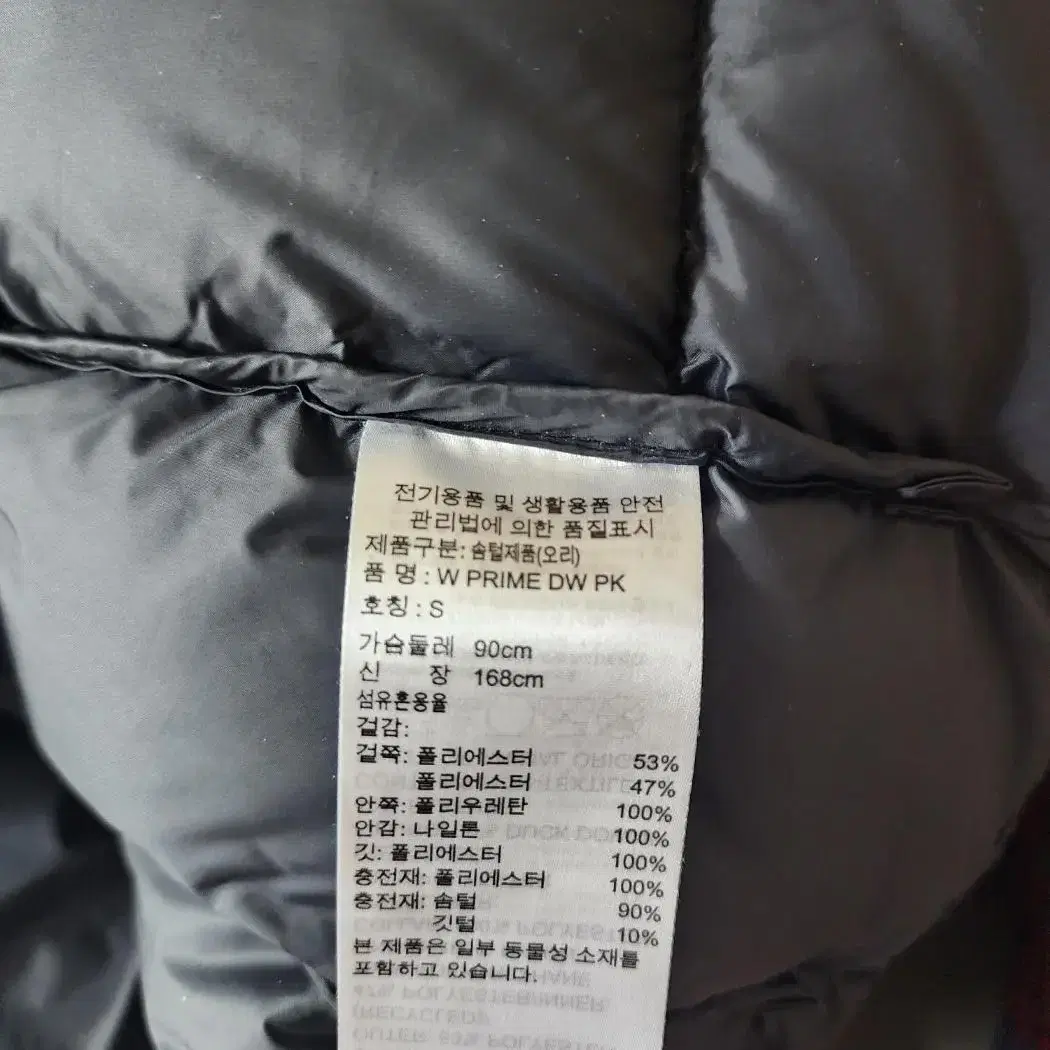 전기용품 및 생활용품 안전
관리법에 의한 품질표시
제품구분: 솜털제품(오리)
품 명 : W PRIME DW PK
호칭 : S
가슴둘레 90cm
신 장 168cm
섬유혼용율
겉감:
겉쪽: 폴리에스터 53%
폴리에스터 47%
안쪽: 폴리우레탄 100%
안감: 나일론 100%
깃: 폴리에스터 100%
충전재: 폴리에스터 100%
충전재: 솜털 90%
깃털 10%
본 제품은 일부 동물성 소재를
포함하고 있습니다.